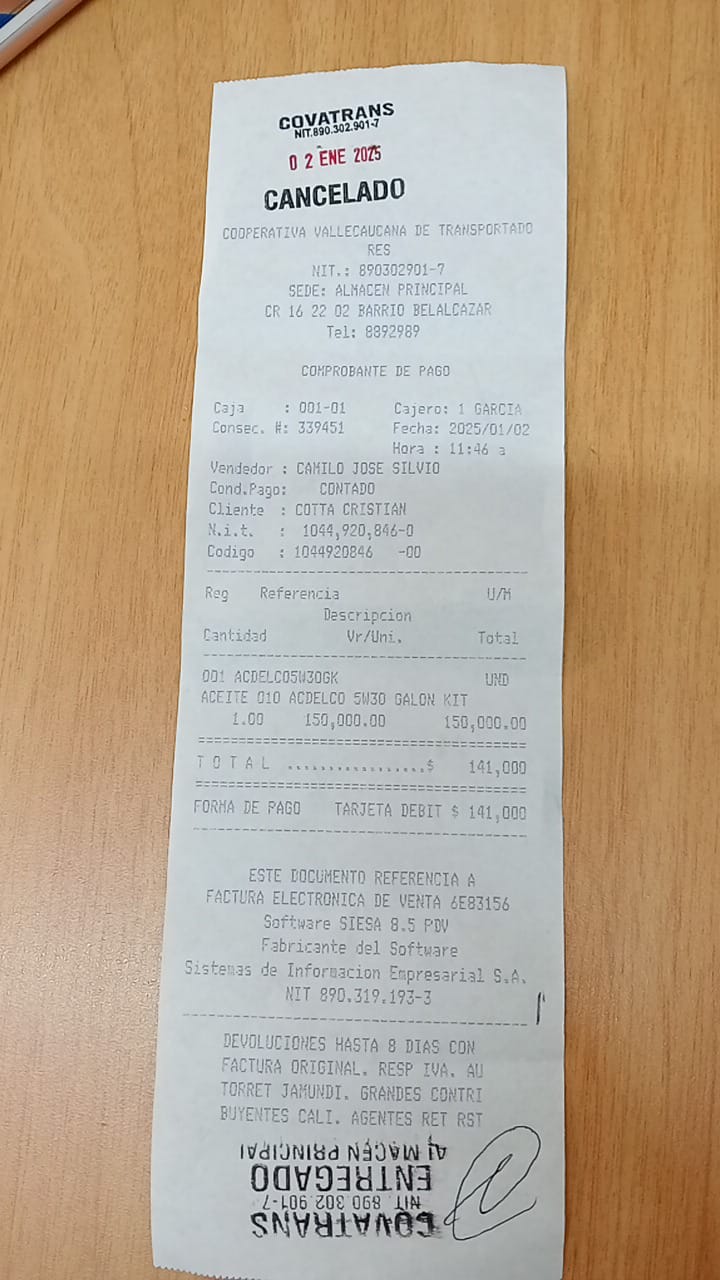 COVATRANS
NIT.890.302.901-7
02 ENE 2025
CANCELADO
COOPERATIVA VALLECAUCANA DE TRANSPORTADO
RES
NIT.: 890302901-7
SEDE: ALMACEN PRINCIPAL
CR 16 22 02 BARRIO BELALCAZAR
Tel: 8892989
COMPROBANTE DE PAGO
Caja : 001-01 Cajero: 1 GARCIA
Consec. #: 339451 Fecha: 2025/01/02
Hora : 11:46 a
Vendedor : CAMILO JOSE SILVIO
Cond.Pago: CONTADO
Cliente : COTTA CRISTIAN
N.i.t. : 1044,920,846-0
Codigo : 1044920846 -00
Reg Referencia U/M
Descripcion
Cantidad Vr/Uni. Total
001 ACDELCO5W30GK UND
ACEITE 010 ACDELCO 5W30 GALON KIT
1.00 150,000.00 150,000.00
T O T A L .................$ 141,000
FORMA DE PAGO TARJETA DEBIT $ 141,000
ESTE DOCUMENTO REFERENCIA A
FACTURA ELECTRONICA DE VENTA 6E83156
Software SIESA 8.5 PDV
Fabricante del Software
Sistemas de Informacion Empresarial S.A.
NIT 890.319.193-3
DEVOLUCIONES HASTA 8 DIAS CON
FACTURA ORIGINAL. RESP IVA. AU
TORRET JAMUNDI. GRANDES CONTRI
BUYENTES CALI. AGENTES RET RST
COVATRANS
NIT 890.302.901-7
ENTREGADO
ALMACEN PRINCIPAL